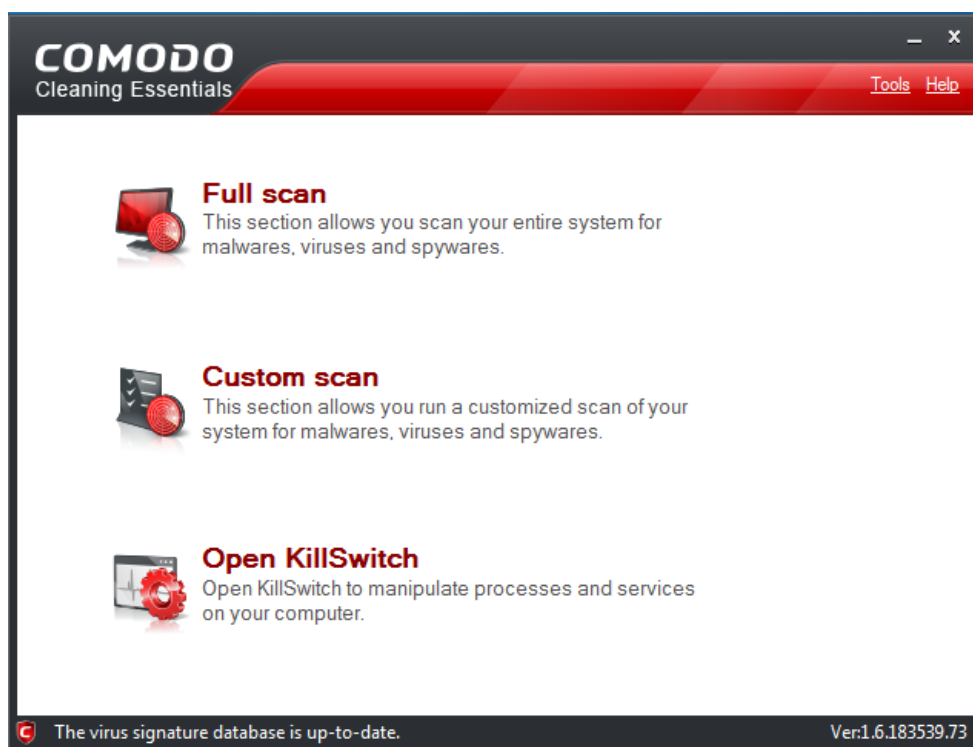 COMODO
Cleaning Essentials
Tools Help
Full scan
This section allows you scan your entire system for
malwares, viruses and spywares.
Custom scan
This section allows you run a customized scan of your
system for malwares, viruses and spywares.
Open KillSwitch
Open KillSwitch to manipulate processes and services
on your computer.
The virus signature database is up-to-date.
Ver:1.6.183539.73